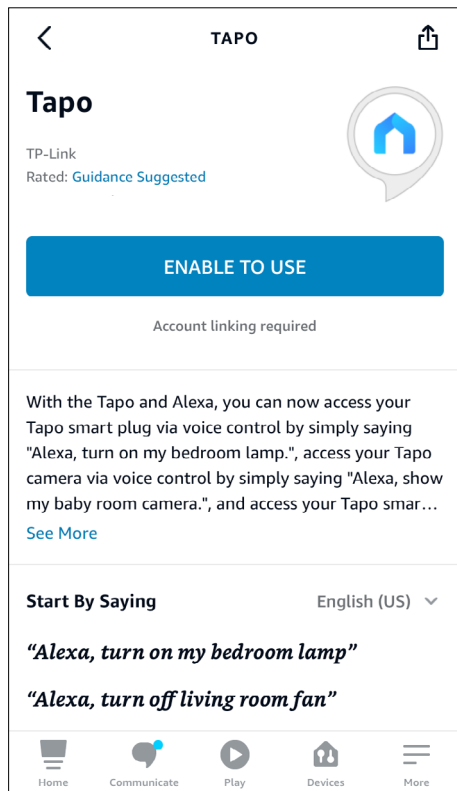 TAPO
Tapo
TP-Link
Rated: Guidance Suggested
ENABLE TO USE
Account linking required
With the Tapo and Alexa, you can now access your
Tapo smart plug via voice control by simply saying
"Alexa, turn on my bedroom lamp.", access your Tapo
camera via voice control by simply saying "Alexa, show
my baby room camera.", and access your Tapo smar…
See More
Start By Saying English (US)
“Alexa, turn on my bedroom lamp”
“Alexa, turn off living room fan”
Home Communicate Play Devices More